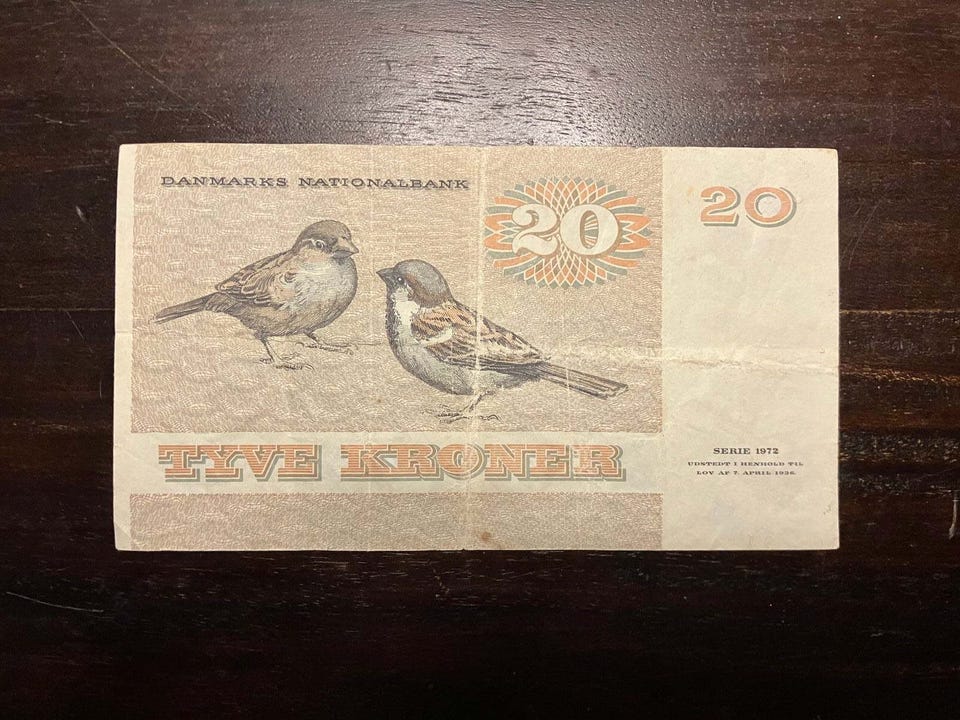 DANMARKS NATIONALBANK
20
20
TYVE KRONER
SERIE 1972
UDSTEDT I HENHOLD TIL
LOV AF 7. APRIL 1936.